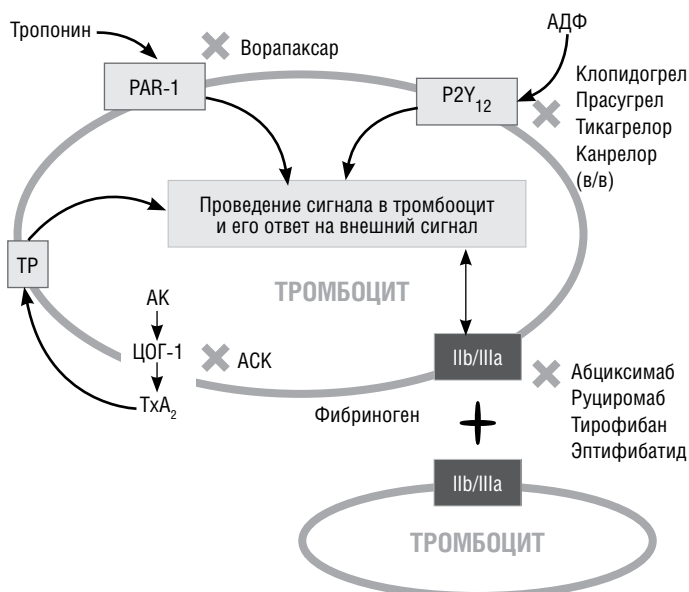 Тропонин
Ворапаксар
PAR-1
АДФ
P2Y12
Клопидогрел
Прасугрел
Тикагрелор
Канрелор
(в/в)
Проведение сигнала в тромбооцит
и его ответ на внешний сигнал
TP
ТРОМБОЦИТ
АК
ЦОГ-1
TxA2
АСК
IIb/IIIa
Абциксимаб
Руциромаб
Тирофибан
Эптифибатид
Фибриноген
IIb/IIIa
ТРОМБОЦИТ